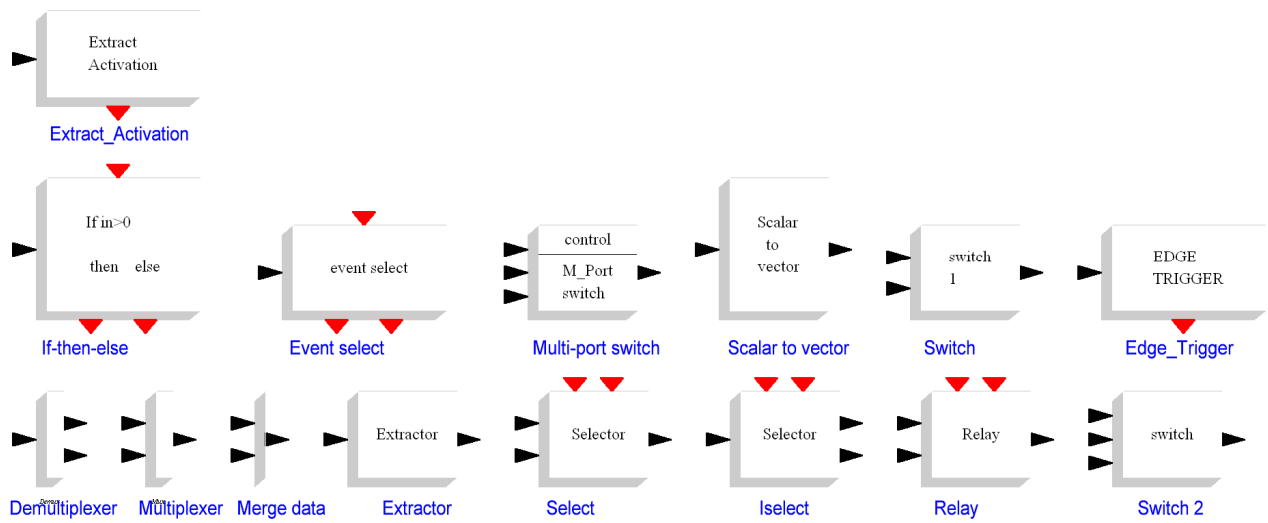 Extract
Activation
Extract_Activation
If in>0
then else
If-then-else
event select
Event select
control
M_Port
switch
Multi-port switch
Scalar
to
vector
Scalar to vector
switch
1
Switch
EDGE
TRIGGER
Edge_Trigger
Demultiplexer
Multiplexer
Merge data
Extractor
Extractor
Selector
Select
Selector
Iselect
Relay
Relay
switch
Switch 2